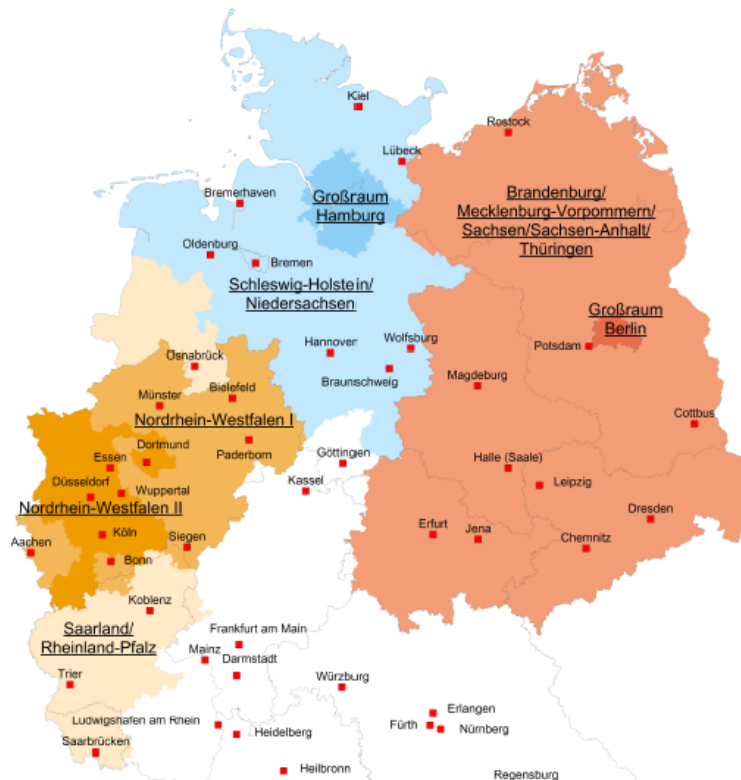 Kiel
Rostock
Lübeck
Bremerhaven
Großraum
Hamburg
Brandenburg/
Mecklenburg-Vorpommern/
Sachsen/Sachsen-Anhalt/
Thüringen
Oldenburg
Bremen
Schleswig-Holstein/
Niedersachsen
Großraum
Berlin
Hannover
Wolfsburg
Potsdam
Osnabrück
Braunschweig
Magdeburg
Münster
Bielefeld
Nordrhein-Westfalen I
Cottbus
Dortmund
Paderborn
Göttingen
Essen
Halle (Saale)
Kassel
Leipzig
Düsseldorf
Wuppertal
Nordrhein-Westfalen II
Dresden
Köln
Siegen
Erfurt
Jena
Chemnitz
Aachen
Bonn
Koblenz
Saarland/
Rheinland-Pfalz
Frankfurt am Main
Mainz
Darmstadt
Trier
Würzburg
Ludwigshafen am Rhein
Erlangen
Fürth
Nürnberg
Heidelberg
Saarbrücken
Heilbronn
Regensburg